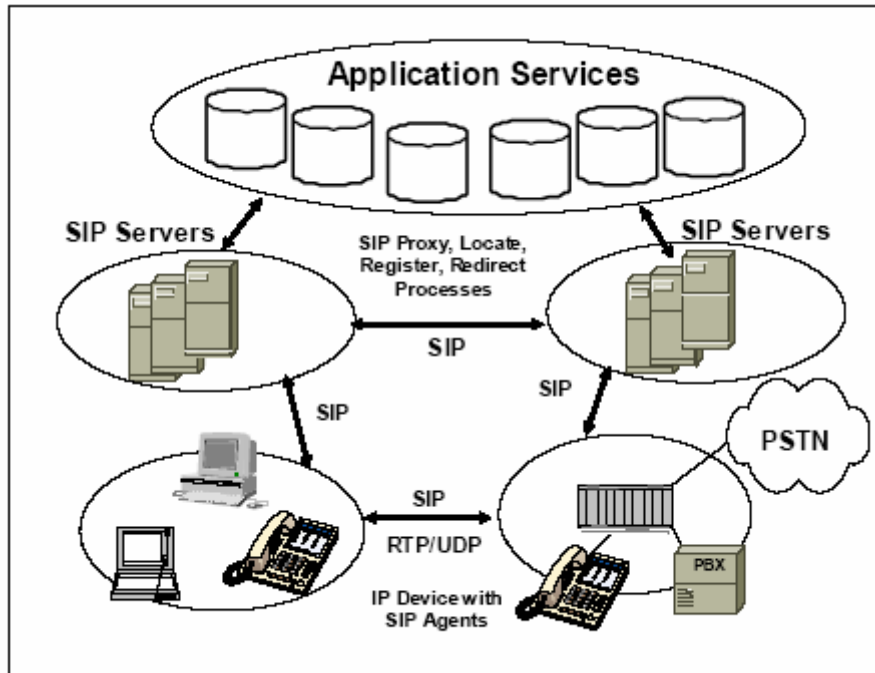 Application Services
SIP Servers
SIP Proxy, Locate,
Register, Redirect
Processes
SIP Servers
SIP
SIP
SIP
PSTN
SIP
RTP/UDP
PBX
IP Device with
SIP Agents